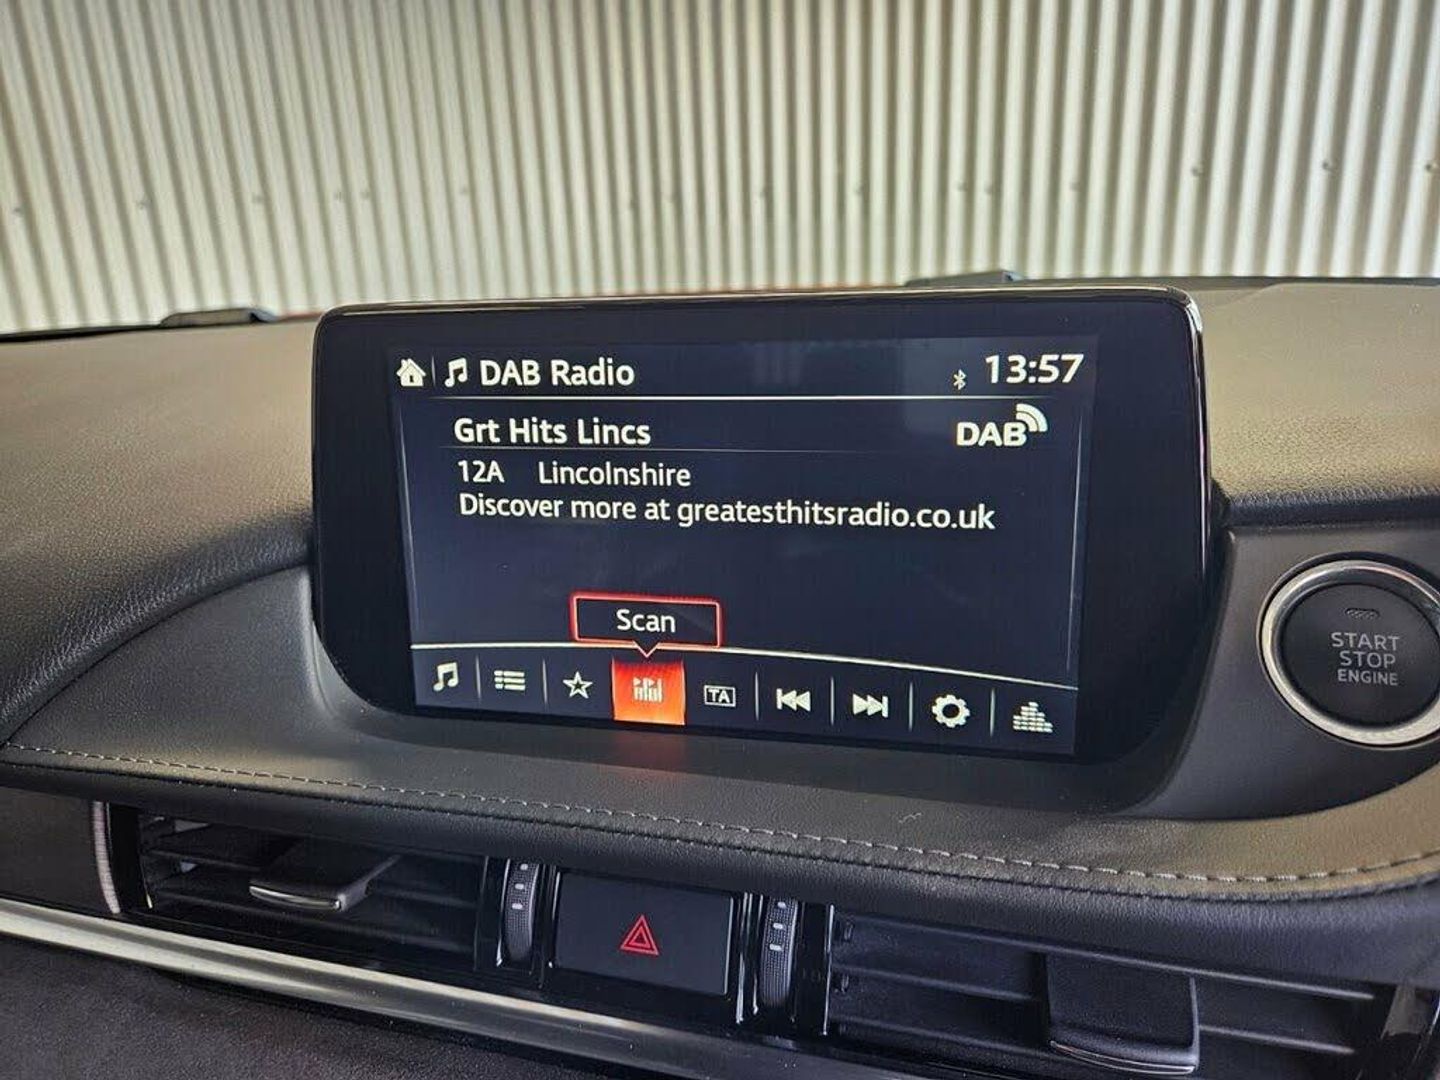 DAB Radio
13:57
Grt Hits Lincs
DAB
12A Lincolnshire
Discover more at greatesthitsradio.co.uk
Scan
TA
START
STOP
ENGINE